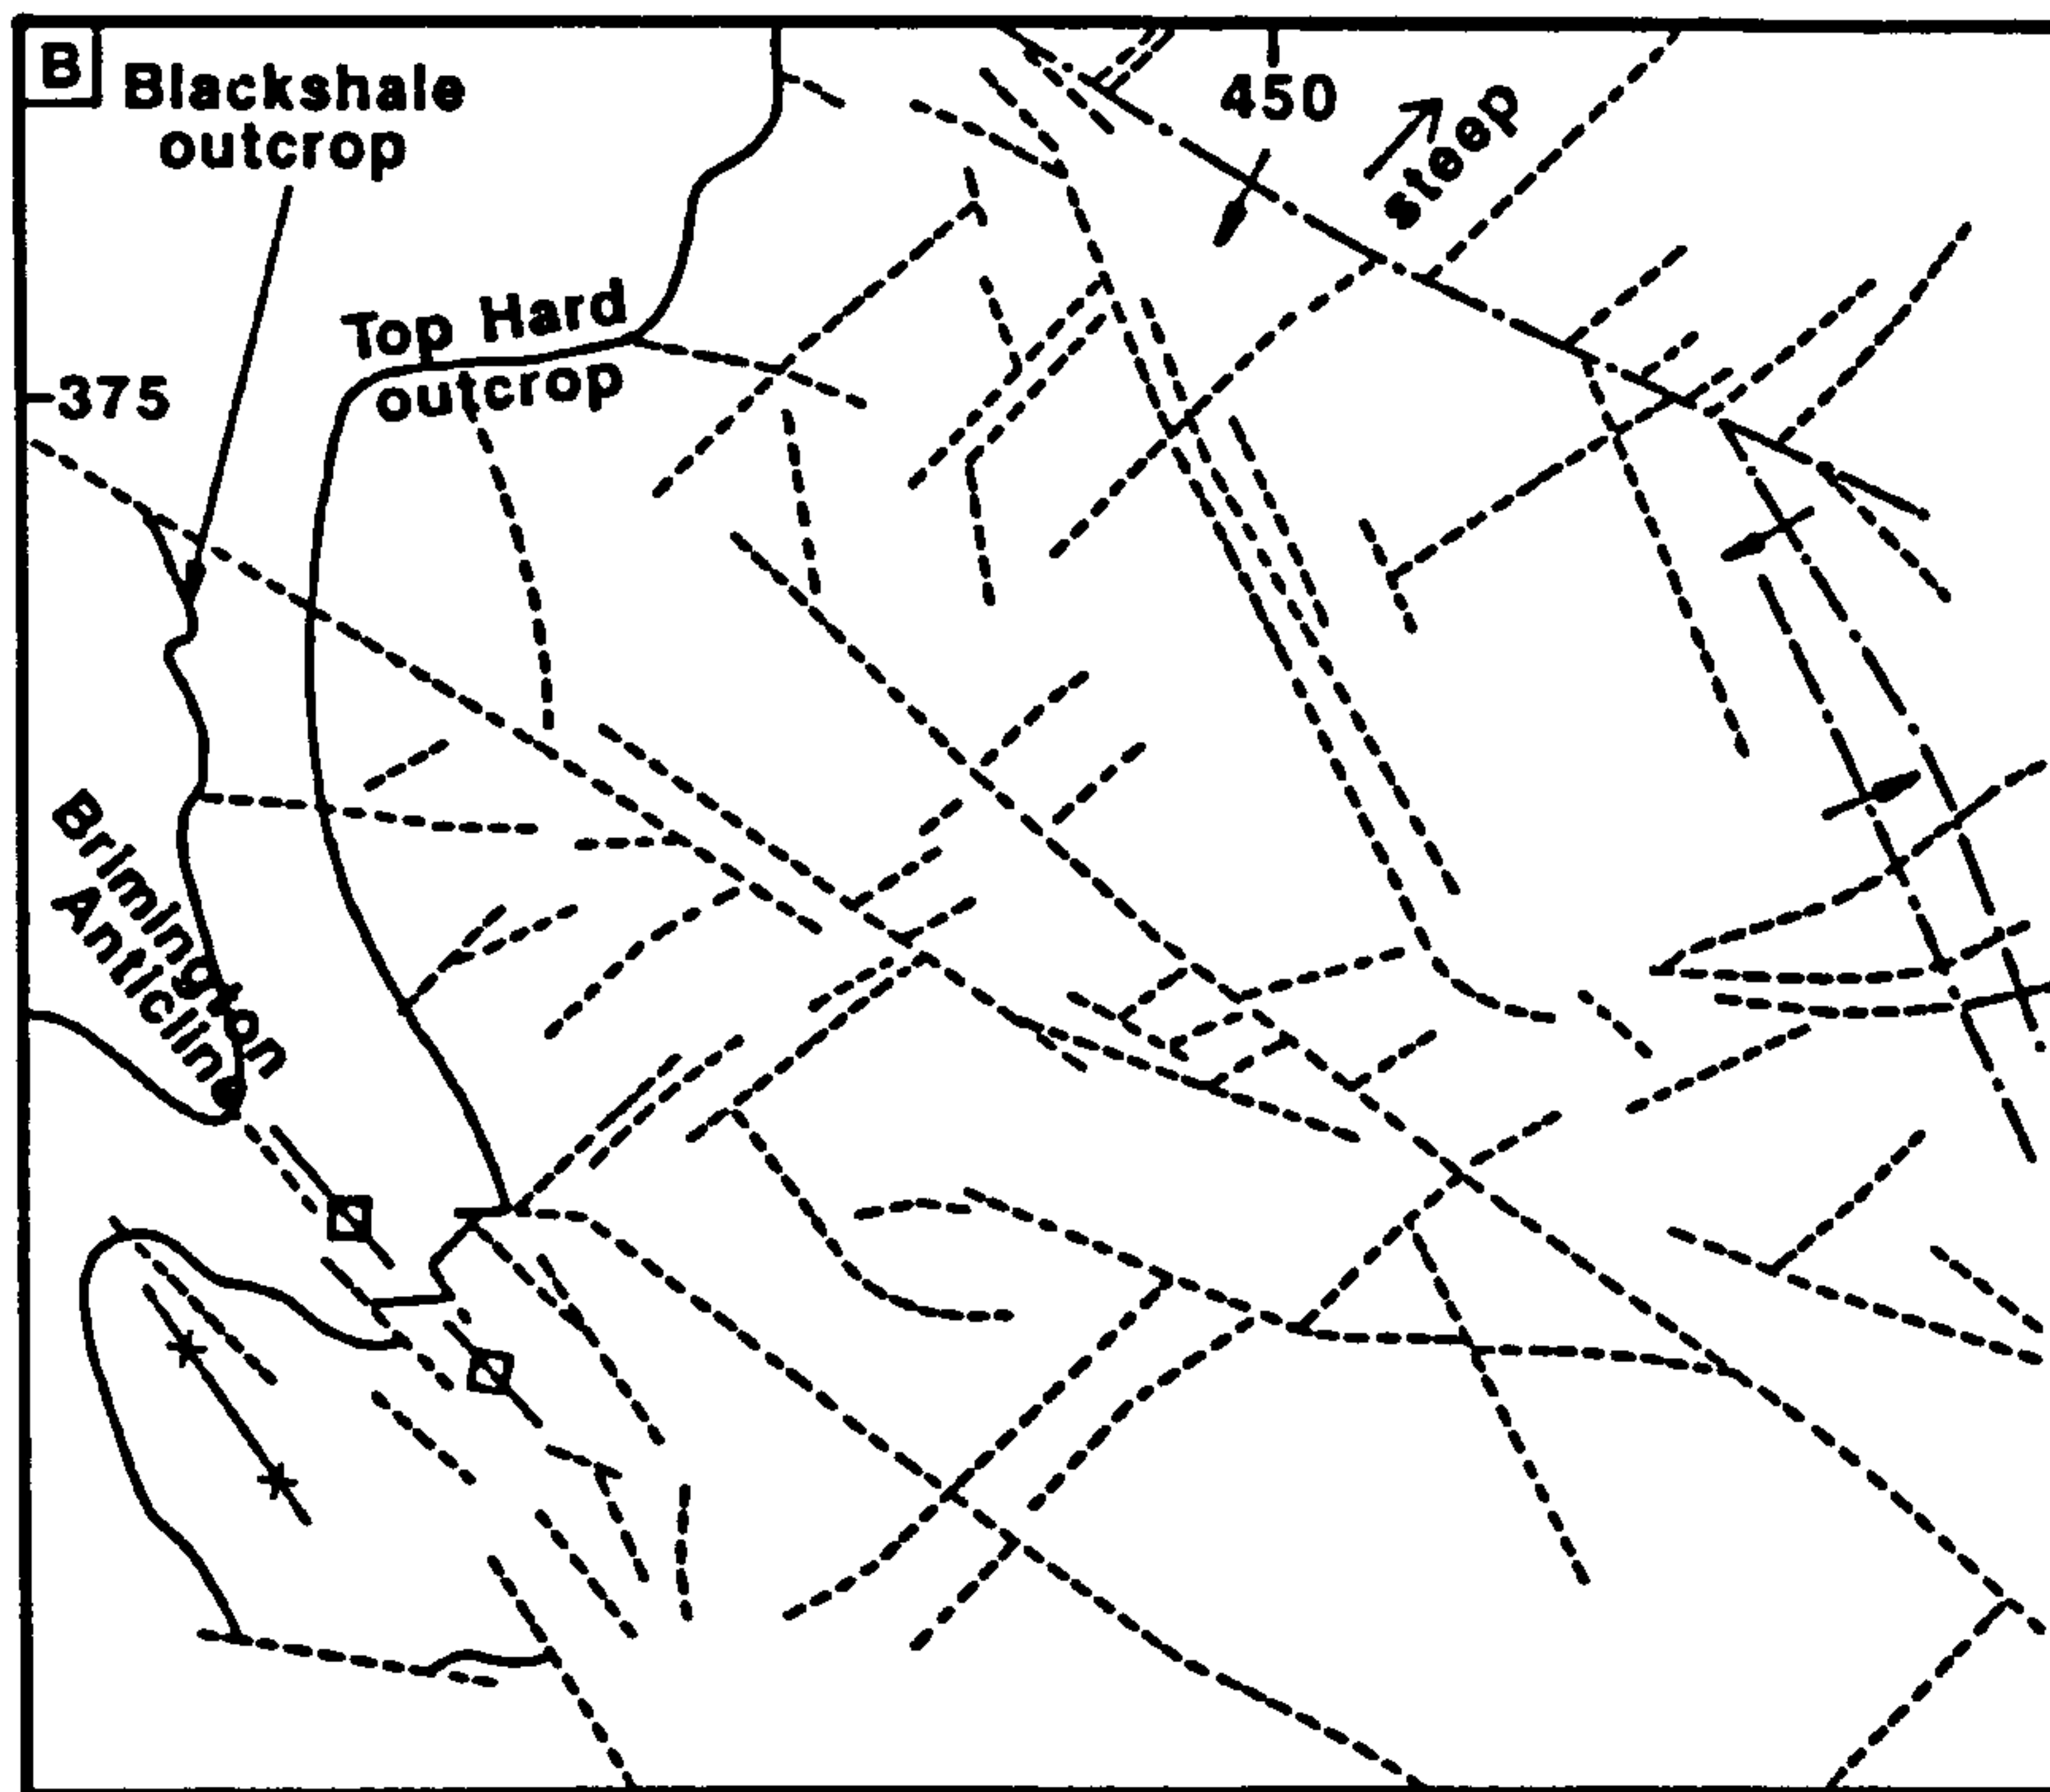 B
Blackshale
outcrop
450
steep
Top Hard
outcrop
375
Brimington
Anticline